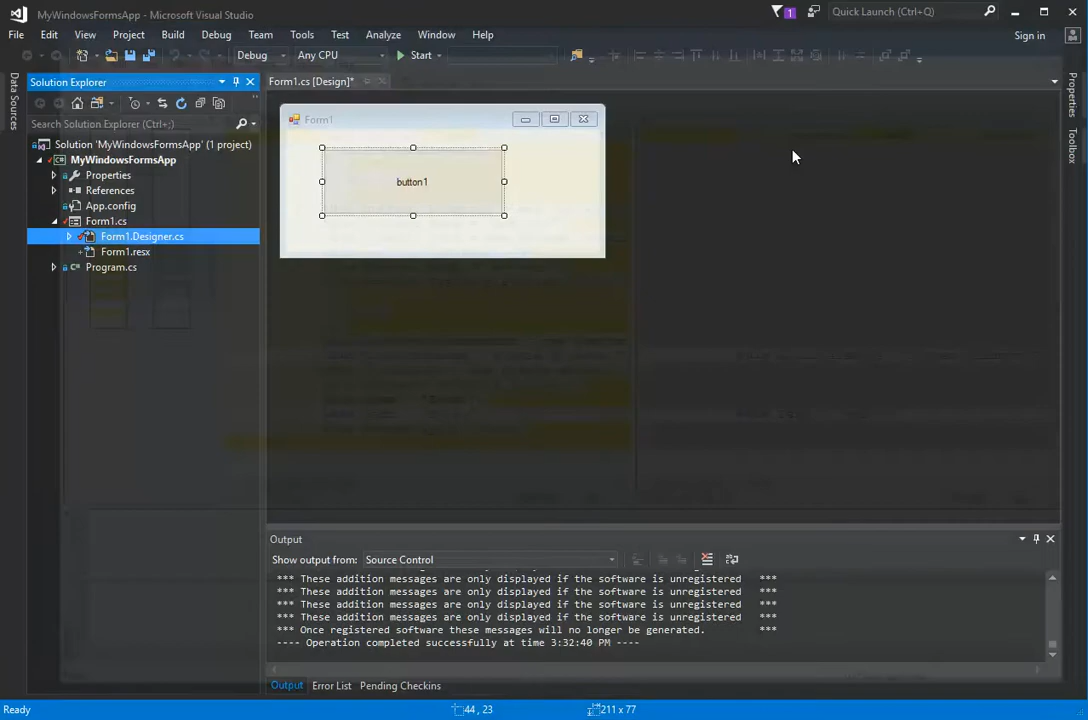 MyWindowsFormsApp - Microsoft Visual Studio
1
Quick Launch (Ctrl+;)
File Edit View Project Build Debug Team Tools Test Analyze Window Help
Sign in
Debug Any CPU Start
Data Sources
Solution Explorer
Form1.cs [Design]*
Properties
Toolbox
Search Solution Explorer (Ctrl+;)
Solution 'MyWindowsFormsApp' (1 project)
MyWindowsFormsApp
Properties
References
App.config
Form1.cs
Form1.Designer.cs
Form1.resx
Program.cs
Form1
button1
Output
Show output from: Source Control
*** These addition messages are only displayed if the software is unregistered ***
*** These addition messages are only displayed if the software is unregistered ***
*** These addition messages are only displayed if the software is unregistered ***
*** These addition messages are only displayed if the software is unregistered ***
*** Once registered software these messages will no longer be generated. ***
---- Operation completed successfully at time 3:32:40 PM ----
Output Error List Pending Checkins
Ready
44 , 23
211 x 77